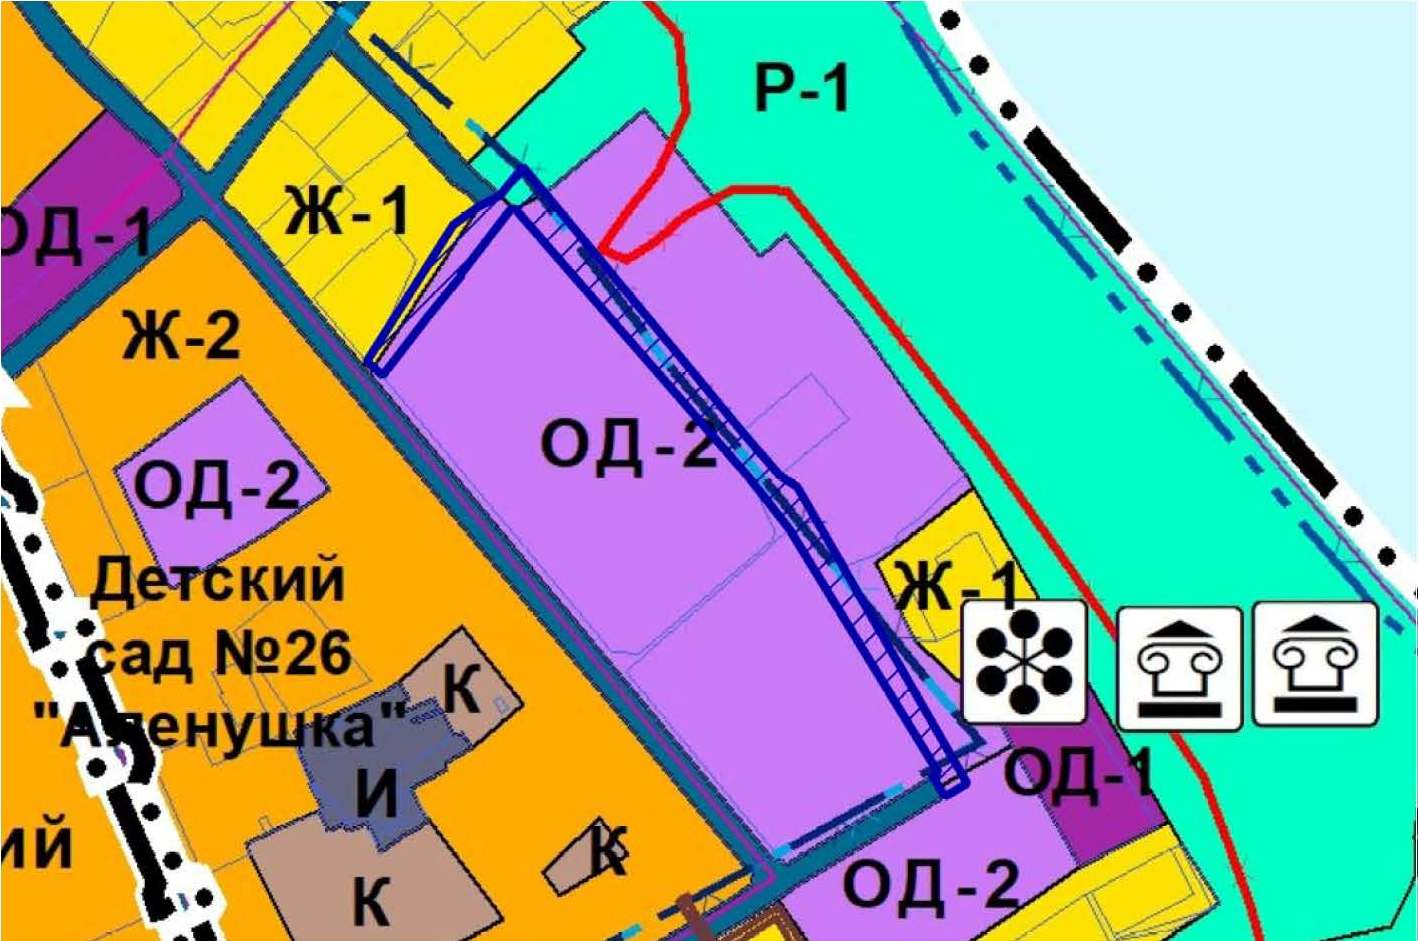 Р-1
Ж-1
ОД-1
Ж-2
ОД-2
ОД-2
Детский
сад №26
"Аленушка"
Ж-1
К
И
ОД-1
ий
К
К
ОД-2